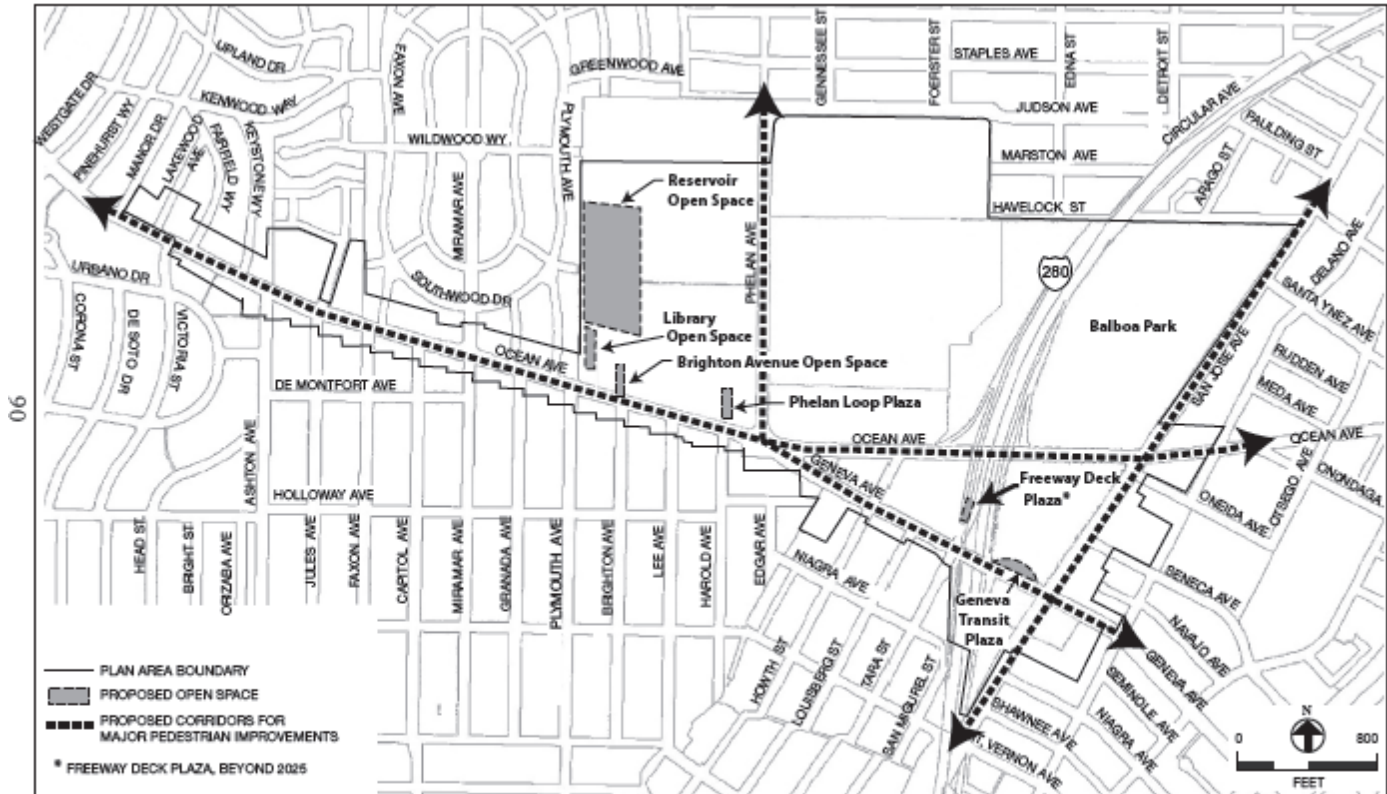 GENNESSEE ST
FOERSTER ST
STAPLES AVE
EDNA ST
DETROIT ST
CIRCULAR AVE
UPLAND DR
FAXON AVE
GREENWOOD AVE
JUDSON AVE
PAULDING ST
WESTGATE DR
PINEHURST WY
MANOR DR
LAKEWOOD
AVE
KENWOOD WAY
FAIRFIELD WY
KEYSTONE WY
WILDWOOD WY
PLYMOUTH AVE
MIRAMAR AVE
MARSTON AVE
ARAGO ST
Reservoir
Open Space
HAVELOCK ST
DELANO AVE
URBANO DR
CORONA ST
DE SOTO DR
VICTORIA ST
SOUTHWOOD DR
PHELAN AVE
280
SANTA YNEZ AVE
Library
Open Space
Balboa Park
SAN JOSE AVE
RUDDEN AVE
MEDA AVE
OCEAN AVE
Brighton Avenue Open Space
DE MONTFORT AVE
Phelan Loop Plaza
OCEAN AVE
OCEAN AVE
ASHTON AVE
GENEVA AVE
ONONDAGA
OTSEGO AVE
Freeway Deck
Plaza*
HOLLOWAY AVE
ONEIDA AVE
HEAD ST.
BRIGHT ST
ORIZABA AVE
JULES AVE
FAXON AVE
CAPITOL AVE
MIRAMAR AVE
GRANADA AVE
PLYMOUTH AVE
BRIGHTON AVE
LEE AVE
HAROLD AVE
EDGAR AVE
NIAGRA AVE
SENECA AVE
Geneva
Transit
Plaza
NAVAJO AVE
GENEVA AVE
HOWTH ST
LOUISBERG ST
TARA ST
SAN MIGUREL ST
SEMINOLE AVE
NIAGRA AVE
SHAWNEE AVE
VERNON AVE
PLAN AREA BOUNDARY
PROPOSED OPEN SPACE
PROPOSED CORRIDORS FOR
MAJOR PEDESTRIAN IMPROVEMENTS
* FREEWAY DECK PLAZA, BEYOND 2025
N
0 800
FEET
90